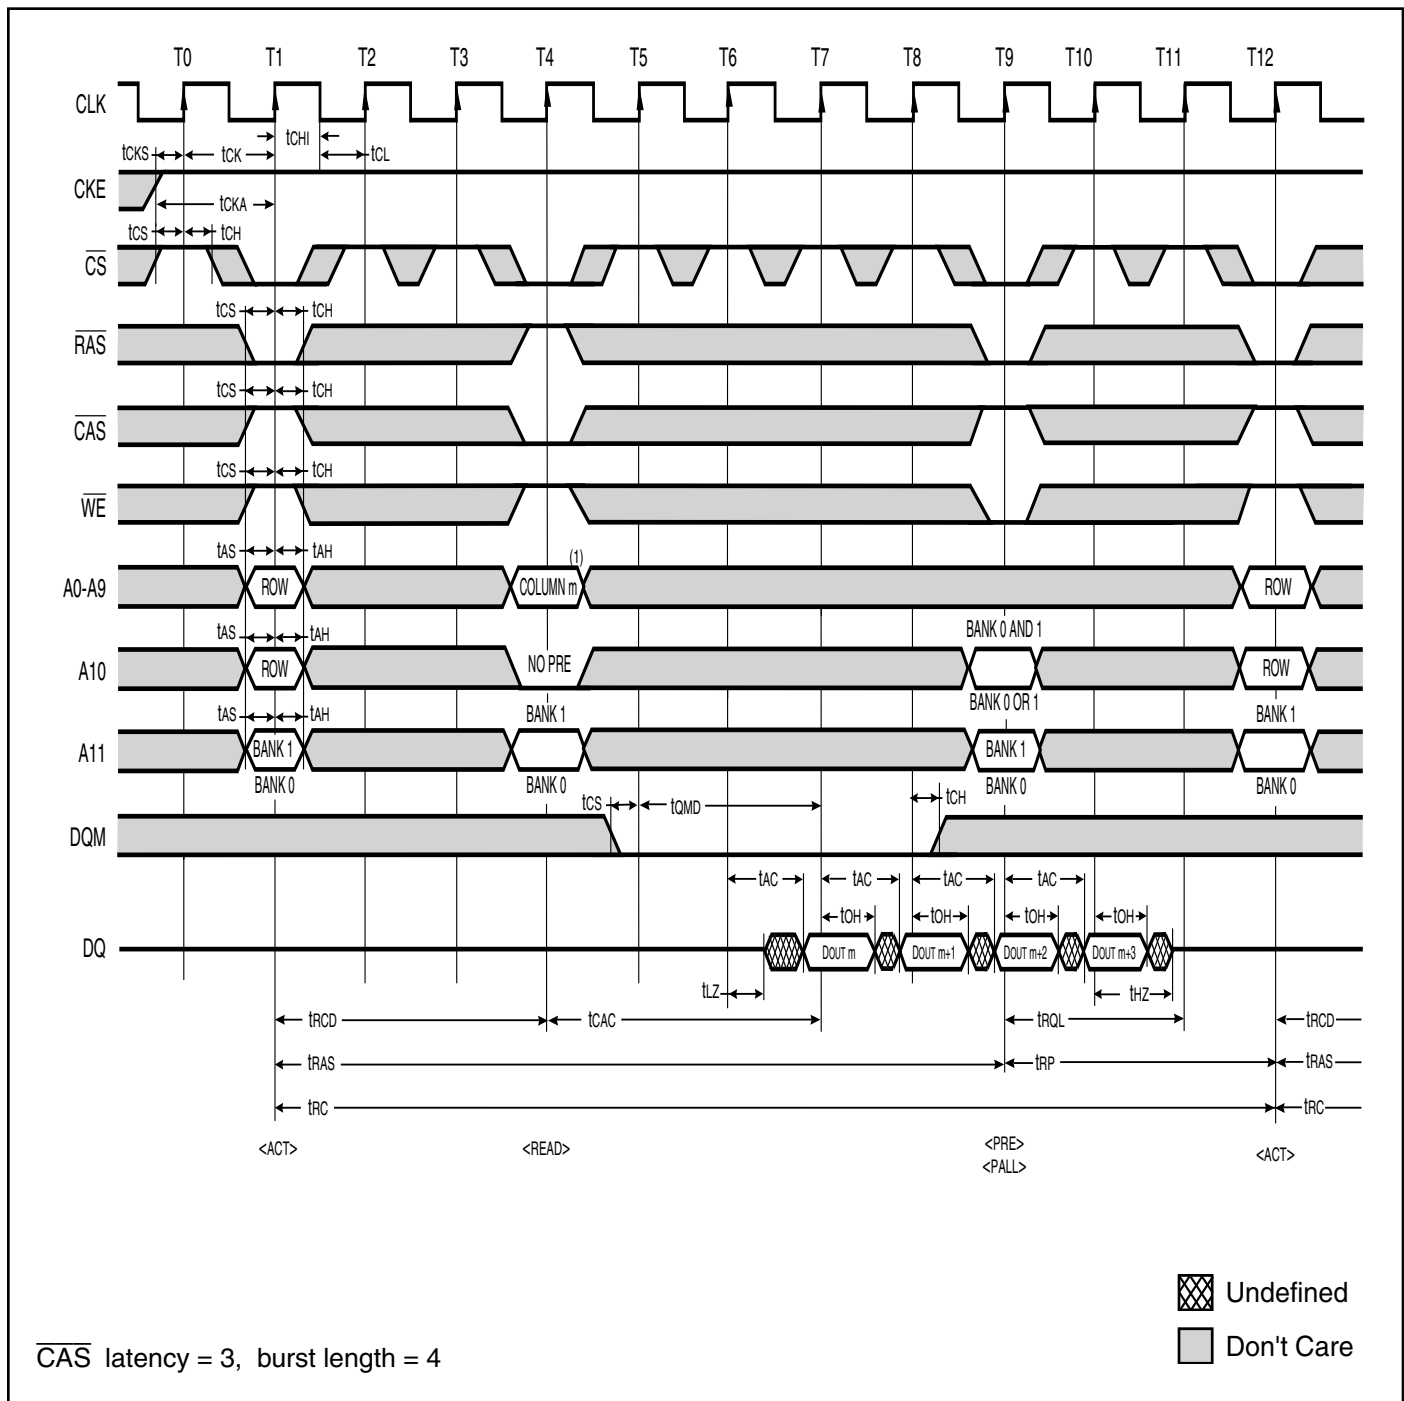 T0 T1 T2 T3 T4 T5 T6 T7 T8 T9 T10 T11 T12
CLK
tCHI
tCKS tCK tCL
CKE
tCKA
tCS tCH
CS
tCS tCH
RAS
tCS tCH
CAS
tCS tCH
WE
tAS tAH (1)
A0-A9 ROW COLUMN m ROW
tAS tAH BANK 0 AND 1
A10 ROW NO PRE ROW
BANK 0 OR 1
tAS tAH BANK 1 BANK 1
A11 BANK 1 BANK 1
BANK 0 BANK 0 BANK 0 BANK 0
tCS tQMD tCH
DQM
tAC tAC tAC tAC
tOH tOH tOH tOH
DQ DOUT m DOUT m+1 DOUT m+2 DOUT m+3
tLZ tHZ
tRCD tCAC tRQL tRCD
tRAS tRP tRAS
tRC tRC
<ACT> <READ> <PRE> <ACT>
<PALL>
Undefined
Don't Care
CAS latency = 3, burst length = 4